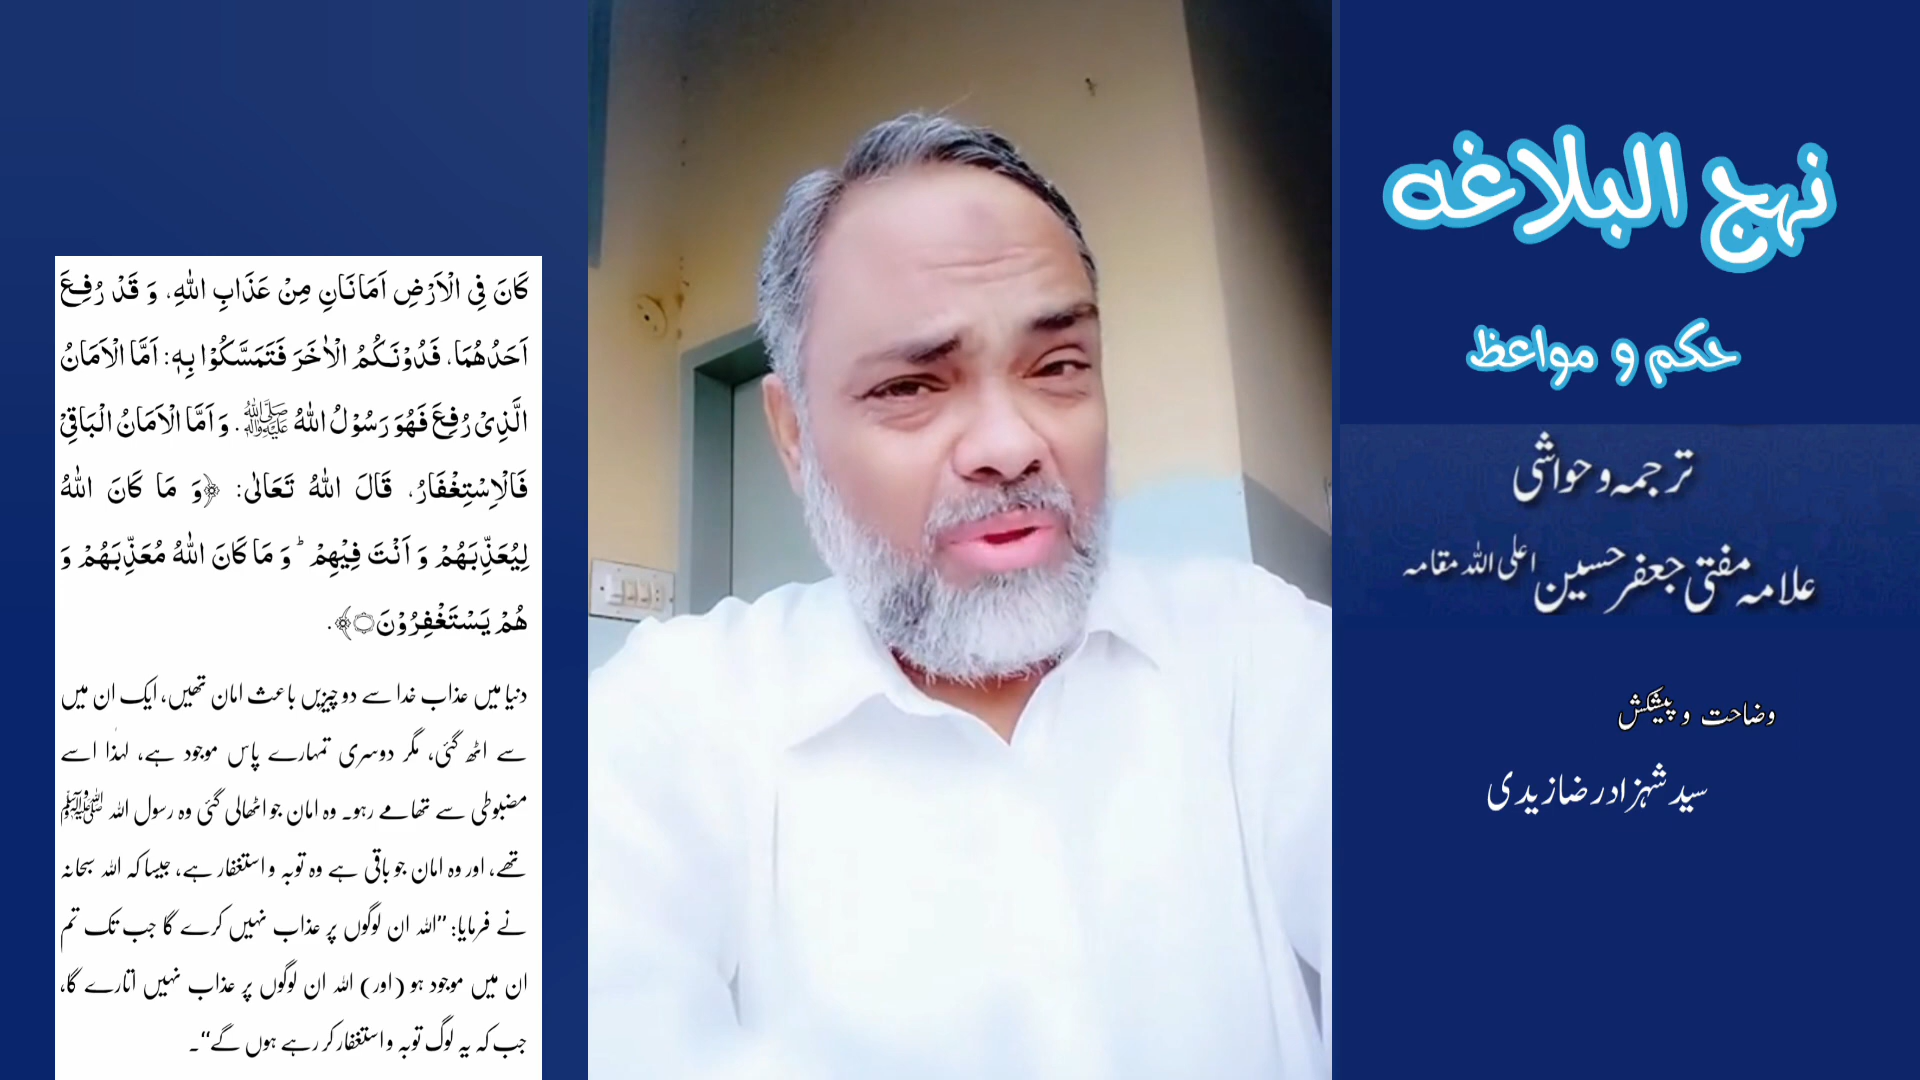 نہج البلاغہ
حکم و مواعظ
ترجمہ و حواشی
علامہ مفتی جعفر حسین اعلی اللہ مقامہ
وضاحت و پیشکش
سید شہزاد رضا زیدی
كَانَ فِی الْاَرْضِ اَمَانَانِ مِنْ عَذَابِ اللهِ، وَ قَدْ رُفِـعَ
اَحَدُهُمَا، فَدُوْنَـكُمُ الْاٰخَرَ فَتَمَسَّكُوْا بِهٖ: اَمَّا الْاَمَانُ
الَّذِیْ رُفِعَ فَهُوَ رَسُوْلُ اللهُ ﷺ. وَ اَمَّا الْاَمَانُ الْبَاقِیْ
فَالْاِسْتِغْفَارُ، قَالَ اللهُ تَعَالٰی: ﴿وَ مَا كَانَ اللهُ
لِیُعَذِّبَهُمْ وَ اَنْتَ فِیْهِمْ ؕ وَ مَا كَانَ اللهُ مُعَذِّبَهُمْ وَ
هُمْ یَسْتَغْفِرُوْنَ۝﴾.
دنیا میں عذاب خدا سے دو چیزیں باعث امان تھیں، ایک ان میں
سے اٹھ گئی، مگر دوسری تمہارے پاس موجود ہے، لہٰذا اسے
مضبوطی سے تھامے رہو۔ وہ امان جو اٹھالی گئی وہ رسول اللہ ﷺ
تھے، اور وہ امان جو باقی ہے وہ توبہ و استغفار ہے، جیسا کہ اللہ سبحانہ
نے فرمایا: ’’اللہ ان لوگوں پر عذاب نہیں کرے گا جب تک تم
ان میں موجود ہو (اور) اللہ ان لوگوں پر عذاب نہیں اتارے گا،
جب کہ یہ لوگ توبہ و استغفار کر رہے ہوں گے‘‘۔